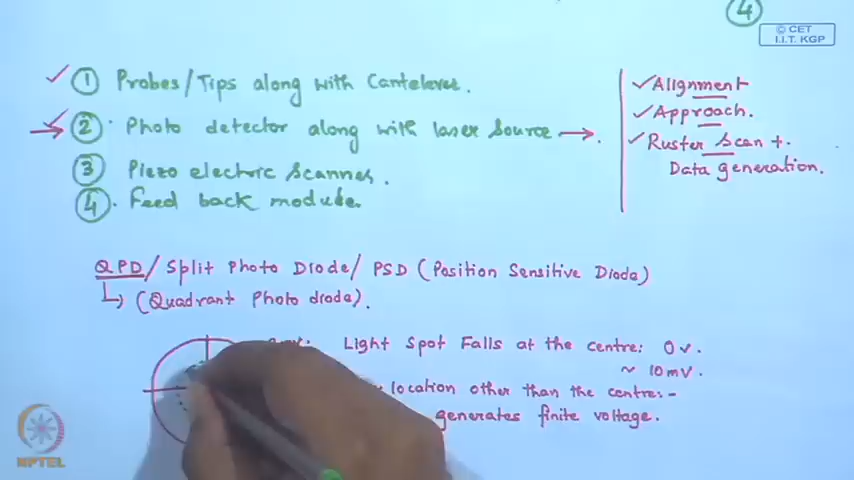 ④
© CET
I.I.T. KGP
① Probes/Tips along with Cantelever.
② Photo detector along with laser source →
③ Piezo electric scanner.
④ Feed back module.
✓Alignment
✓Approach.
✓Ruster scan +
Data generation.
QPD/ Split Photo Diode/ PSD (Position Sensitive Diode)
↳ (Quadrant Photo diode).
Light Spot Falls at the centre: 0 v.
~ 10 mV.
location other than the centre:-
generates finite voltage.
NPTEL